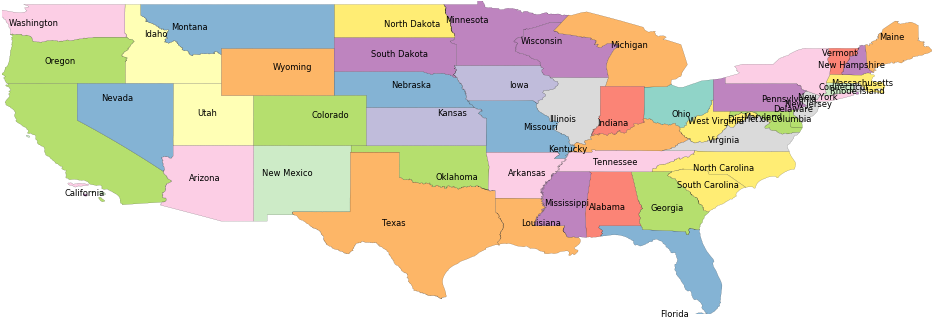 Washington
Montana
Idaho
North Dakota
Minnesota
Maine
Oregon
South Dakota
Wisconsin
Michigan
Vermont
New Hampshire
Wyoming
Nebraska
Iowa
Massachusetts
Connecticut
Rhode Island
Nevada
Utah
Colorado
Kansas
Missouri
Illinois
Indiana
Ohio
Pennsylvania
New York
New Jersey
Delaware
Maryland
West Virginia
District of Columbia
Virginia
Kentucky
California
Arizona
New Mexico
Oklahoma
Arkansas
Tennessee
North Carolina
South Carolina
Texas
Louisiana
Mississippi
Alabama
Georgia
Florida